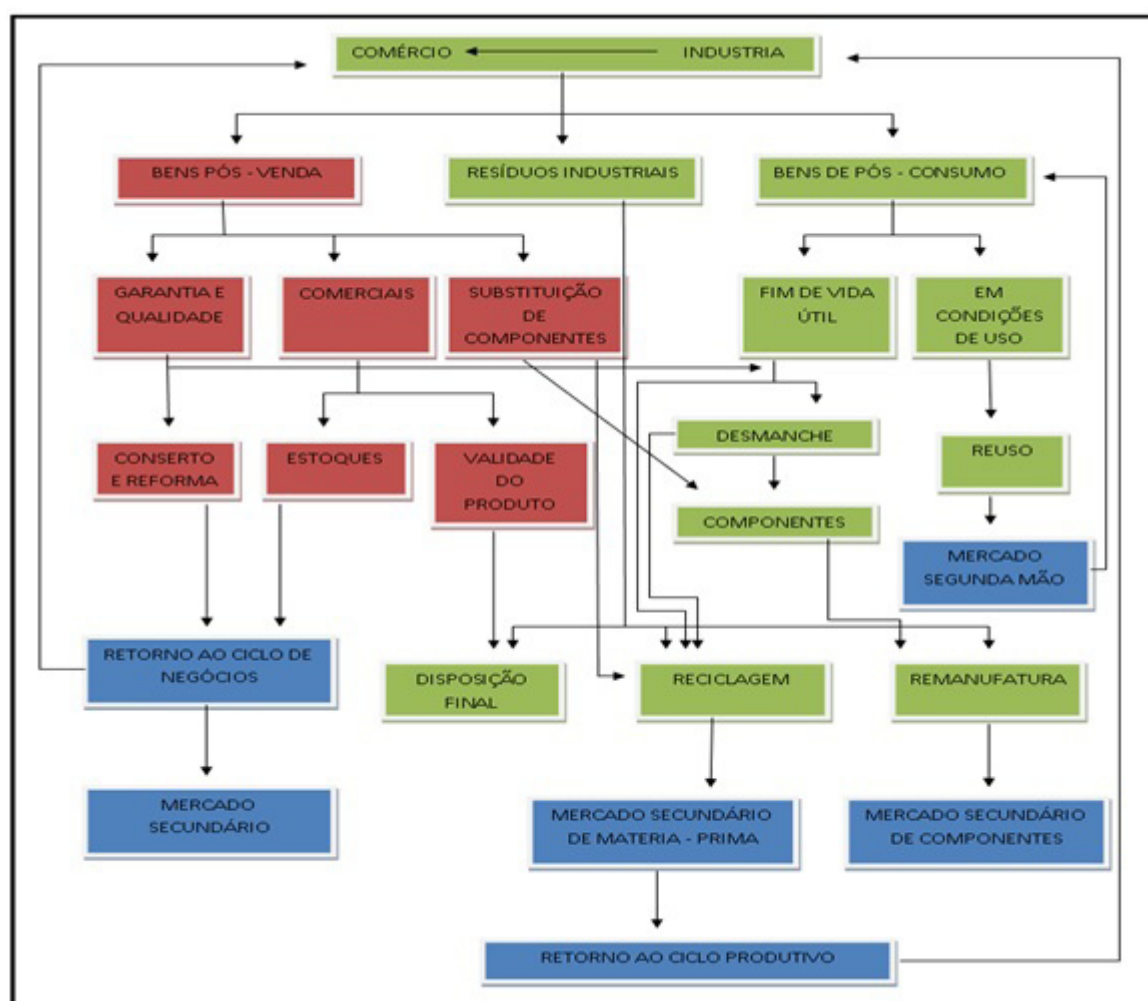 COMÉRCIO INDUSTRIA
BENS PÓS - VENDA
RESÍDUOS INDUSTRIAIS
BENS DE PÓS - CONSUMO
GARANTIA E
QUALIDADE
COMERCIAIS
SUBSTITUIÇÃO
DE
COMPONENTES
FIM DE VIDA
ÚTIL
EM
CONDIÇÕES
DE USO
CONSERTO
E REFORMA
ESTOQUES
VALIDADE
DO
PRODUTO
DESMANCHE
REUSO
COMPONENTES
MERCADO
SEGUNDA MÃO
RETORNO AO CICLO DE
NEGÓCIOS
DISPOSIÇÃO
FINAL
RECICLAGEM
REMANUFATURA
MERCADO
SECUNDÁRIO
MERCADO SECUNDÁRIO
DE MATERIA - PRIMA
MERCADO SECUNDÁRIO
DE COMPONENTES
RETORNO AO CICLO PRODUTIVO